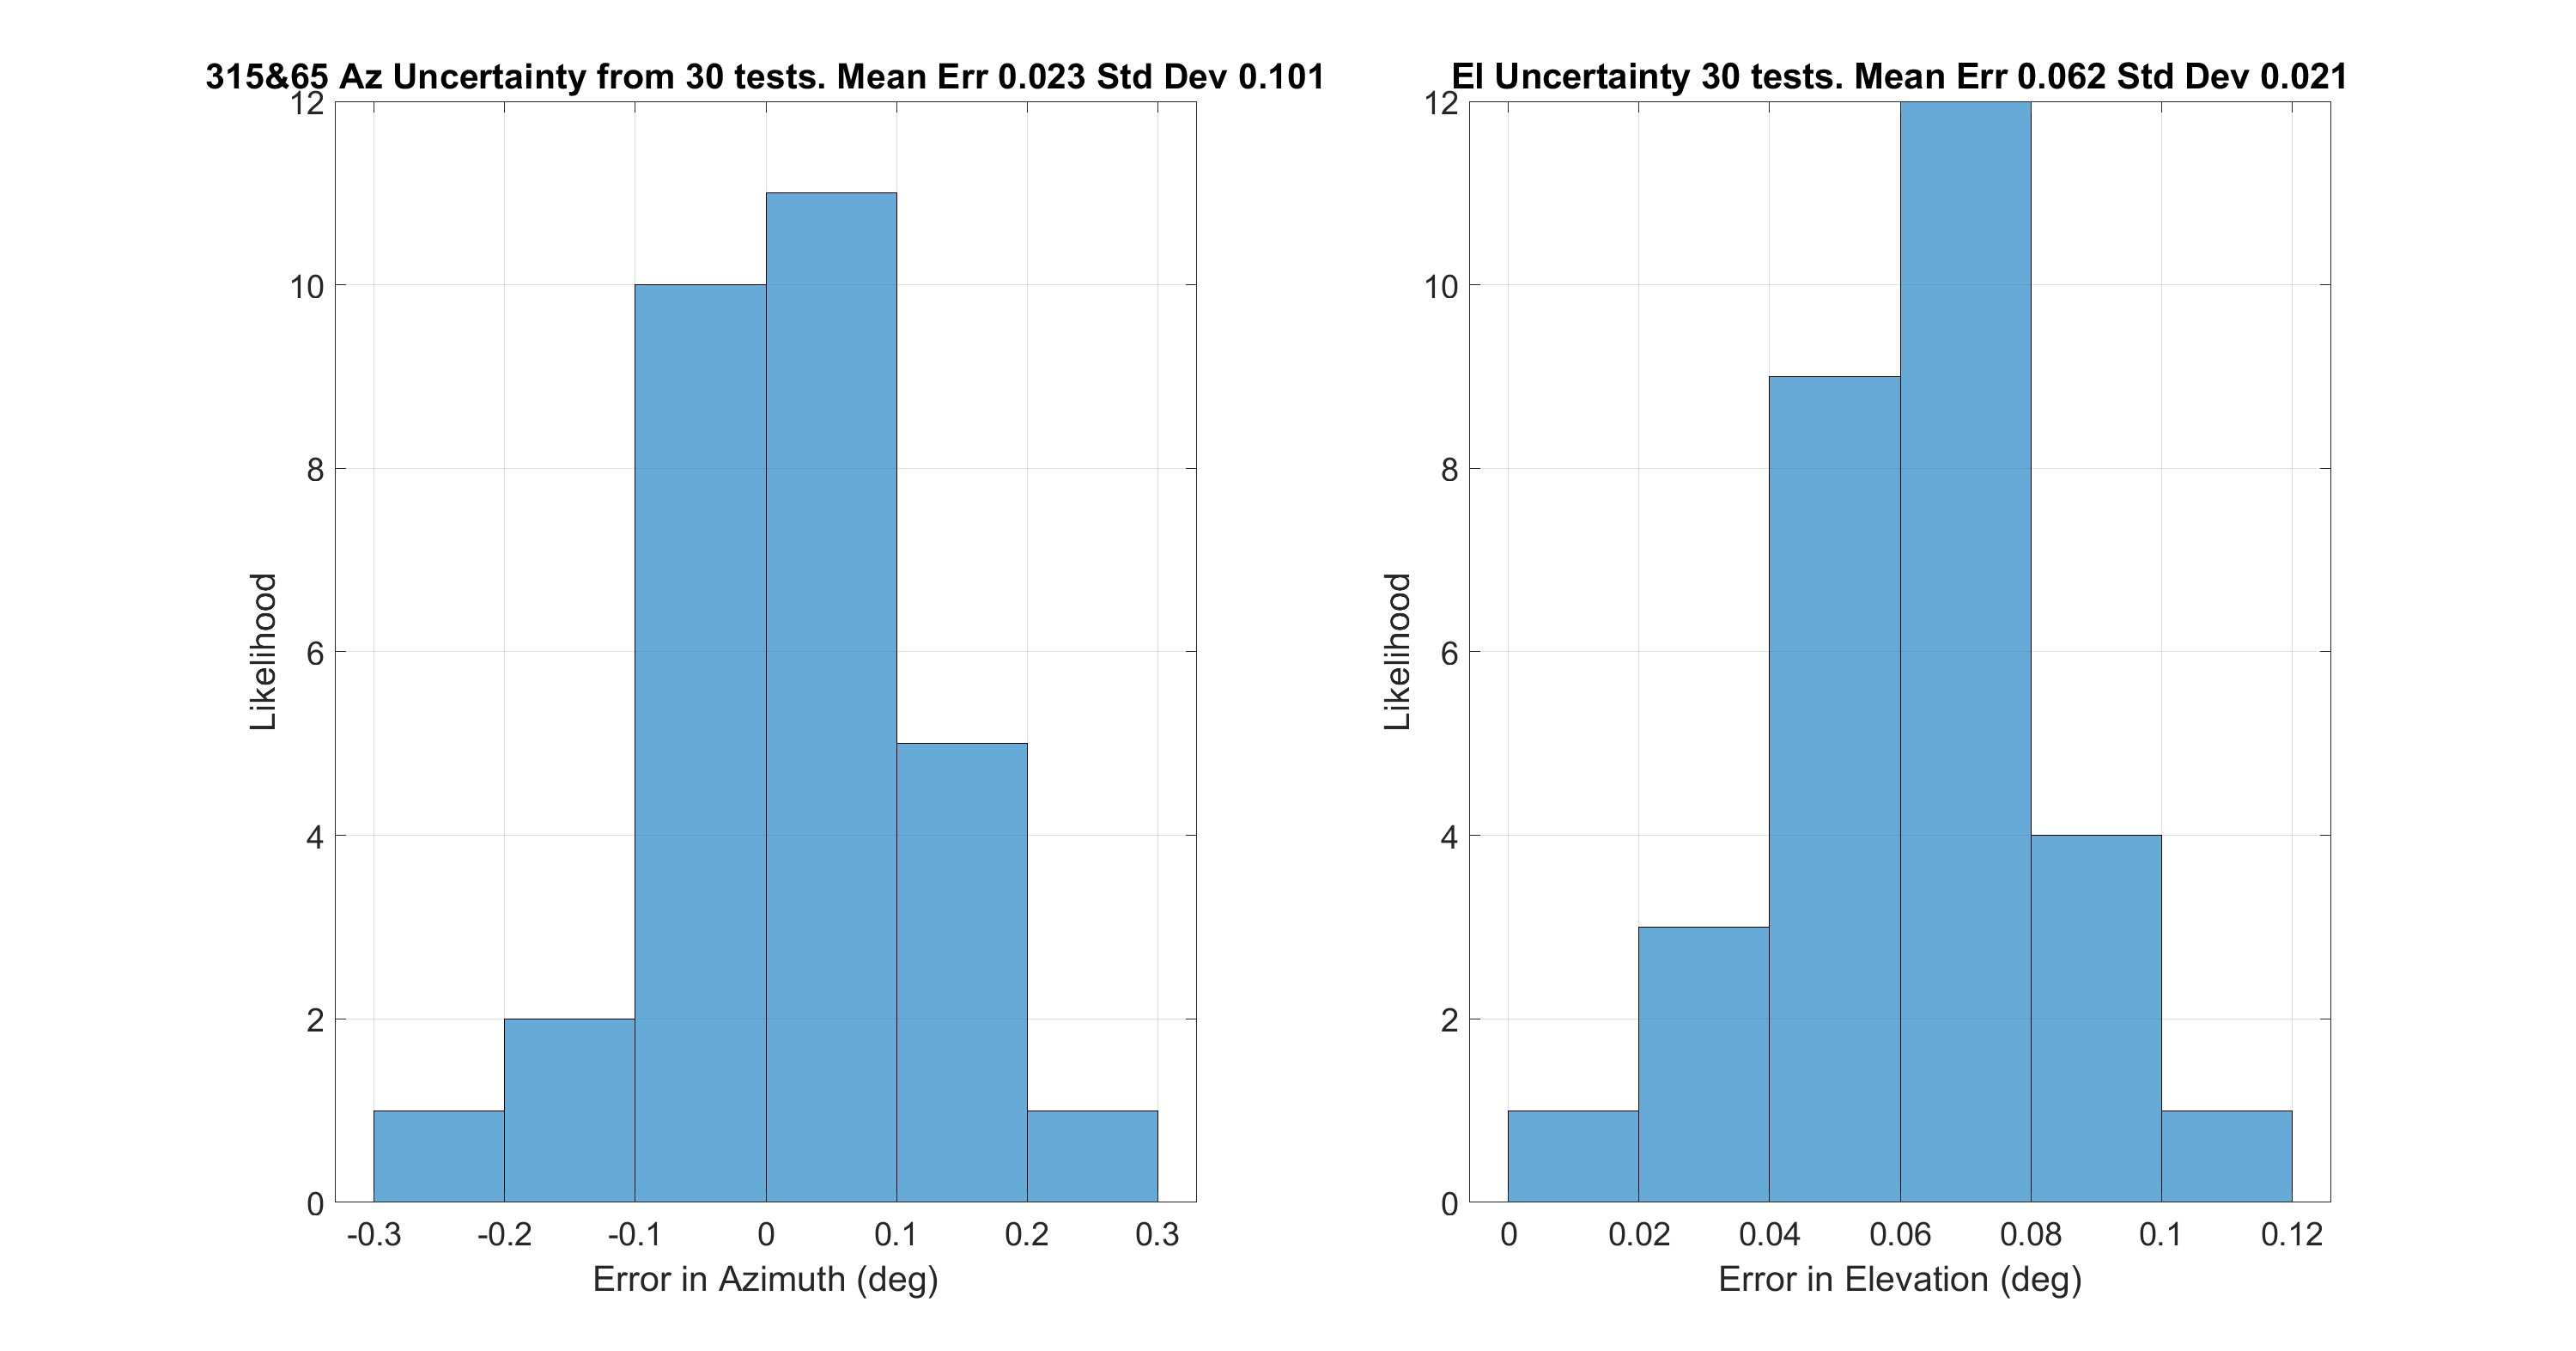 315&65 Az Uncertainty from 30 tests. Mean Err 0.023 Std Dev 0.101
12
10
8
6
4
2
0
Likelihood
-0.3 -0.2 -0.1 0 0.1 0.2 0.3
Error in Azimuth (deg)
El Uncertainty 30 tests. Mean Err 0.062 Std Dev 0.021
12
10
8
6
4
2
0
Likelihood
0 0.02 0.04 0.06 0.08 0.1 0.12
Error in Elevation (deg)